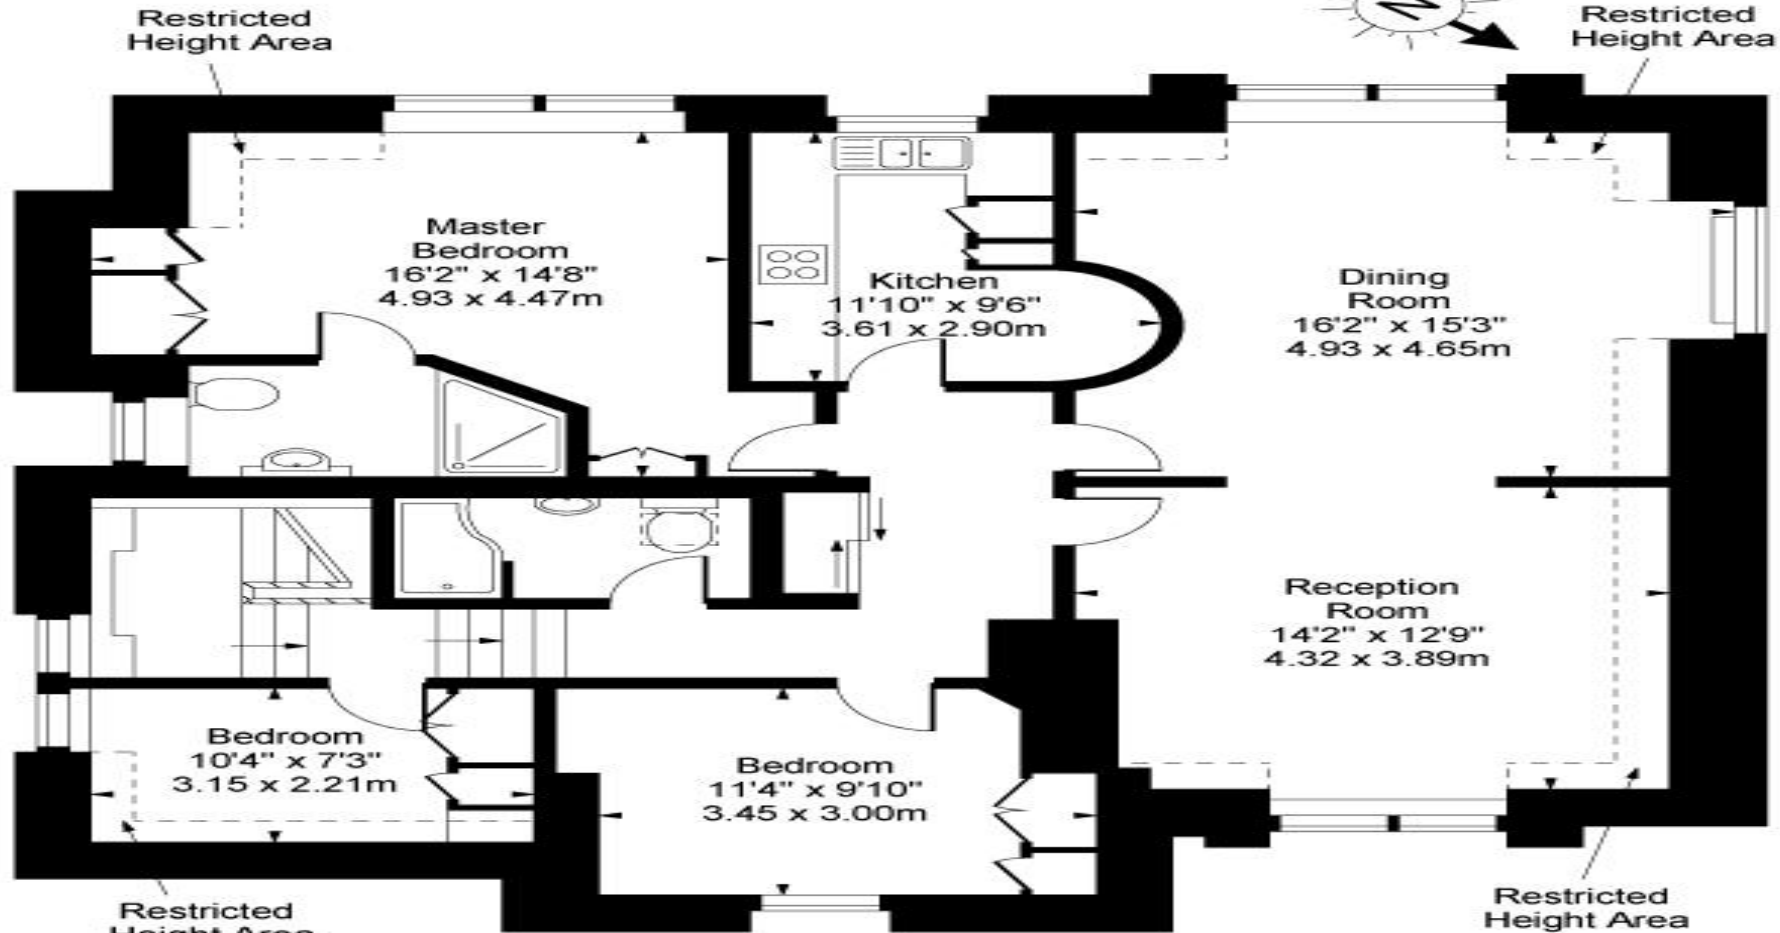 Restricted
Height Area
N
Restricted
Height Area
Master
Bedroom
16'2" x 14'8"
4.93 x 4.47m
Kitchen
11'10" x 9'6"
3.61 x 2.90m
Dining
Room
16'2" x 15'3"
4.93 x 4.65m
Reception
Room
14'2" x 12'9"
4.32 x 3.89m
Bedroom
10'4" x 7'3"
3.15 x 2.21m
Bedroom
11'4" x 9'10"
3.45 x 3.00m
Restricted
Height Area
Restricted
Height Area